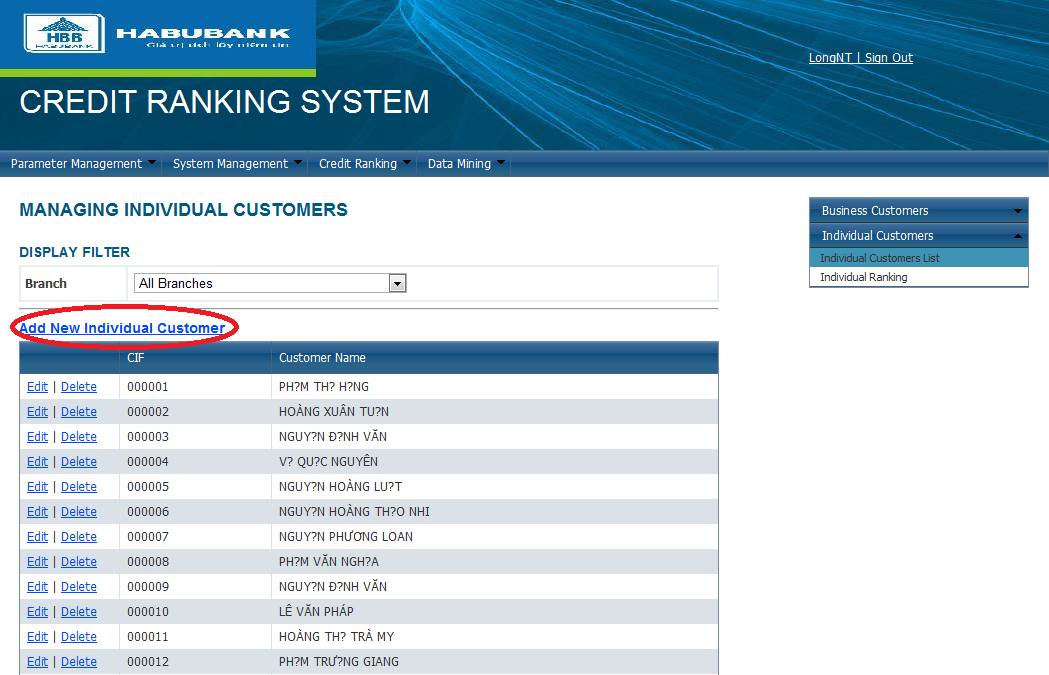 HBB
HABUBANK
HABUBANK
Giá trị tích lũy niềm tin
LongNT | Sign Out
CREDIT RANKING SYSTEM
Parameter Management System Management Credit Ranking Data Mining
MANAGING INDIVIDUAL CUSTOMERS
DISPLAY FILTER
Branch All Branches
Add New Individual Customer
CIF Customer Name
Edit | Delete 000001 PH?M TH? H?NG
Edit | Delete 000002 HOÀNG XUÂN TU?N
Edit | Delete 000003 NGUY?N Đ?NH VĂN
Edit | Delete 000004 V? QU?C NGUYÊN
Edit | Delete 000005 NGUY?N HOÀNG LU?T
Edit | Delete 000006 NGUY?N HOÀNG TH?O NHI
Edit | Delete 000007 NGUY?N PHƯƠNG LOAN
Edit | Delete 000008 PH?M VĂN NGH?A
Edit | Delete 000009 NGUY?N Đ?NH VĂN
Edit | Delete 000010 LÊ VĂN PHÁP
Edit | Delete 000011 HOÀNG TH? TRÀ MY
Edit | Delete 000012 PH?M TRƯ?NG GIANG
Business Customers
Individual Customers
Individual Customers List
Individual Ranking